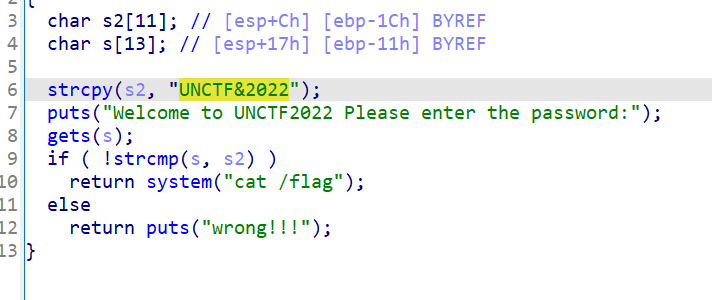 2 {
3 char s2[11]; // [esp+Ch] [ebp-1Ch] BYREF
4 char s[13]; // [esp+17h] [ebp-11h] BYREF
5
6 strcpy(s2, "UNCTF&2022");
7 puts("Welcome to UNCTF2022 Please enter the password:");
8 gets(s);
9 if ( !strcmp(s, s2) )
10 return system("cat /flag");
11 else
12 return puts("wrong!!!");
13 }